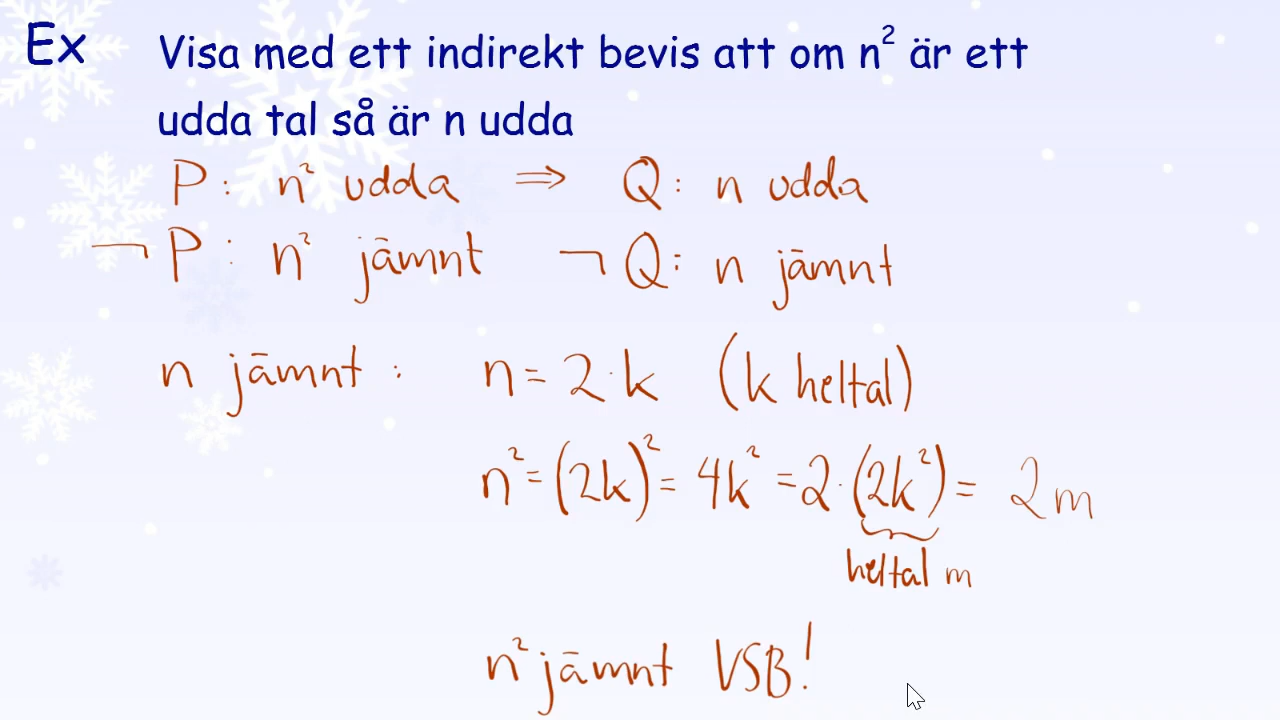 Ex Visa med ett indirekt bevis att om n² är ett
udda tal så är n udda
P: n² udda ⇒ Q: n udda
¬P: n² jämnt ¬Q: n jämnt
n jämnt: n = 2·k (k heltal)
n² = (2k)² = 4k² = 2·(2k²) = 2m
heltal m
n² jämnt VSB!